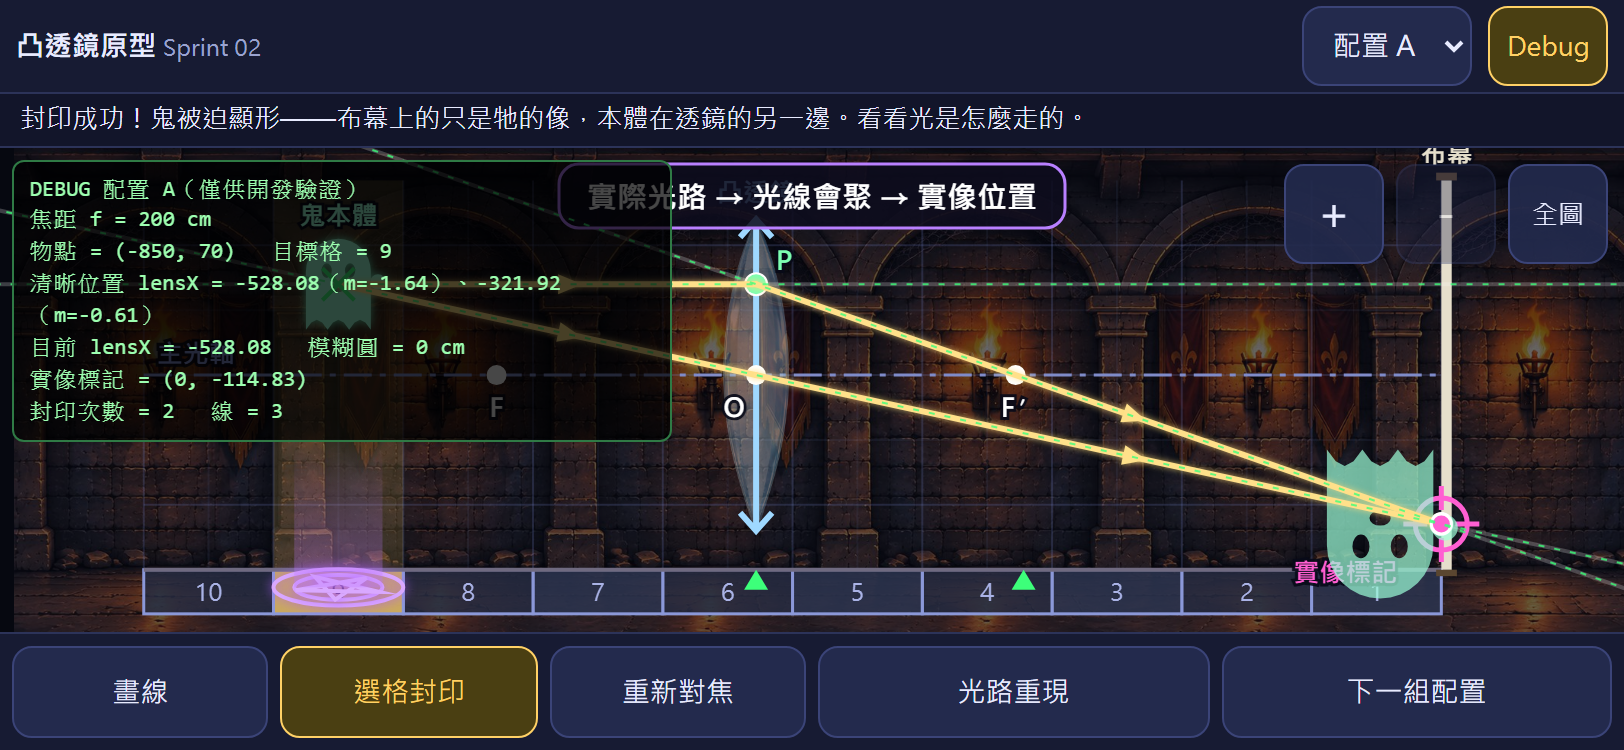 凸透鏡原型 Sprint 02
配置 A
Debug
封印成功！鬼被迫顯形——布幕上的只是牠的像，本體在透鏡的另一邊。看看光是怎麼走的。
DEBUG 配置 A（僅供開發驗證）
焦距 f = 200 cm
物點 = (-850, 70)   目標格 = 9
清晰位置 lensX = -528.08（m=-1.64）、-321.92
（m=-0.61）
目前 lensX = -528.08   模糊圓 = 0 cm
實像標記 = (0, -114.83)
封印次數 = 2   線 = 3
鬼本體
主光軸
實際光路 → 光線會聚 → 實像位置
布幕
+
-
全圖
P
F
O
F′
實像標記
10
8
7
6
5
4
3
2
1
畫線
選格封印
重新對焦
光路重現
下一組配置